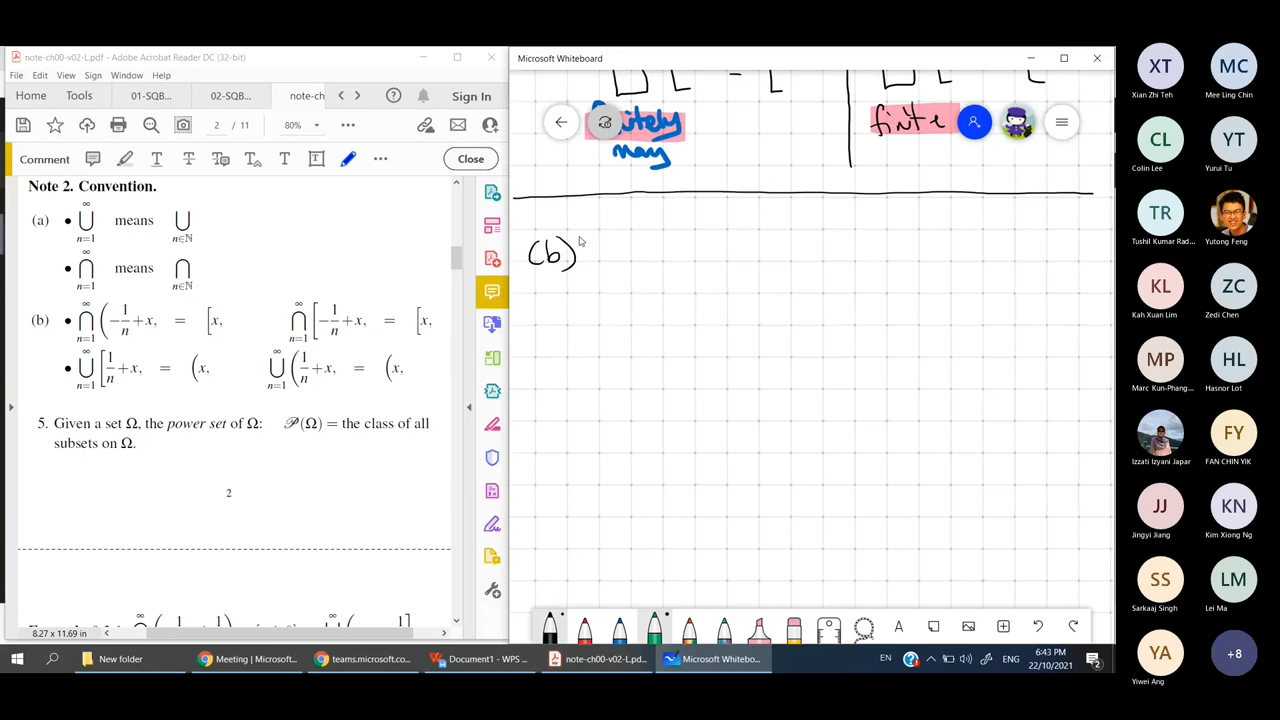 note-ch00-v02-L.pdf - Adobe Acrobat Reader DC (32-bit)
File Edit View Sign Window Help
Home Tools 01-SQB... 02-SQB... note-ch Sign In
2 / 11 80%
Comment Close
Note 2. Convention.
(a) • ⋃_{n=1}^{∞} means ⋃_{n∈ℕ}
• ⋂_{n=1}^{∞} means ⋂_{n∈ℕ}
(b) • ⋂_{n=1}^{∞} (−1/n+x, = [x, ⋂_{n=1}^{∞} [−1/n+x, = [x,
• ⋃_{n=1}^{∞} [1/n+x, = (x, ⋃_{n=1}^{∞} (1/n+x, = (x,
5. Given a set Ω, the power set of Ω: 𝒫(Ω) = the class of all
subsets on Ω.
2
8.27 x 11.69 in
Microsoft Whiteboard
itely
may
finte
(b)
XT
Xian Zhi Teh
MC
Mee Ling Chin
CL
Colin Lee
YT
Yurui Tu
TR
Tushil Kumar Rad...
Yutong Feng
KL
Kah Xuan Lim
ZC
Zedi Chen
MP
Marc Kun-Phang...
HL
Hasnor Lot
Izzati Izyani Japar
FY
FAN CHIN YIK
JJ
Jingyi Jiang
KN
Kim Xiong Ng
SS
Sarkaaj Singh
LM
Lei Ma
YA
Yiwei Ang
+8
New folder
Meeting | Microsoft...
teams.microsoft.co...
Document1 - WPS ...
note-ch00-v02-L.pd...
Microsoft Whitebo...
EN
ENG
6:43 PM
22/10/2021
2